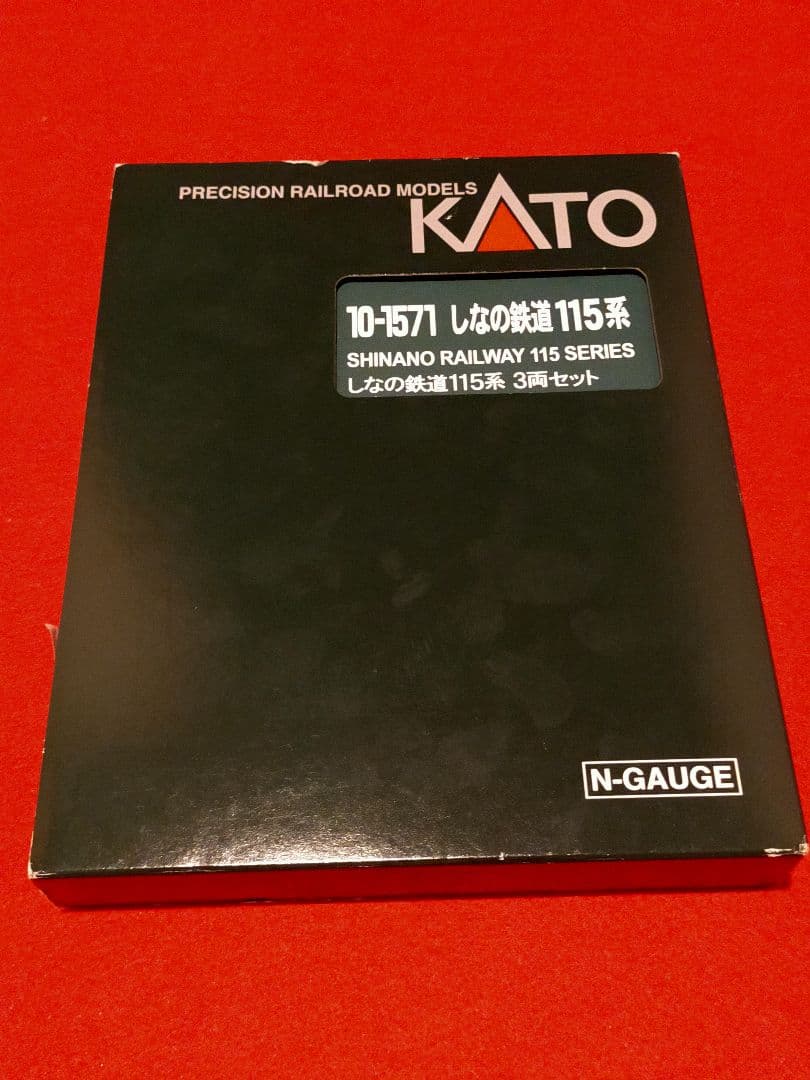 PRECISION RAILROAD MODELS
KATO
10-1571 しなの鉄道115系
SHINANO RAILWAY 115 SERIES
しなの鉄道115系 3両セット
N-GAUGE